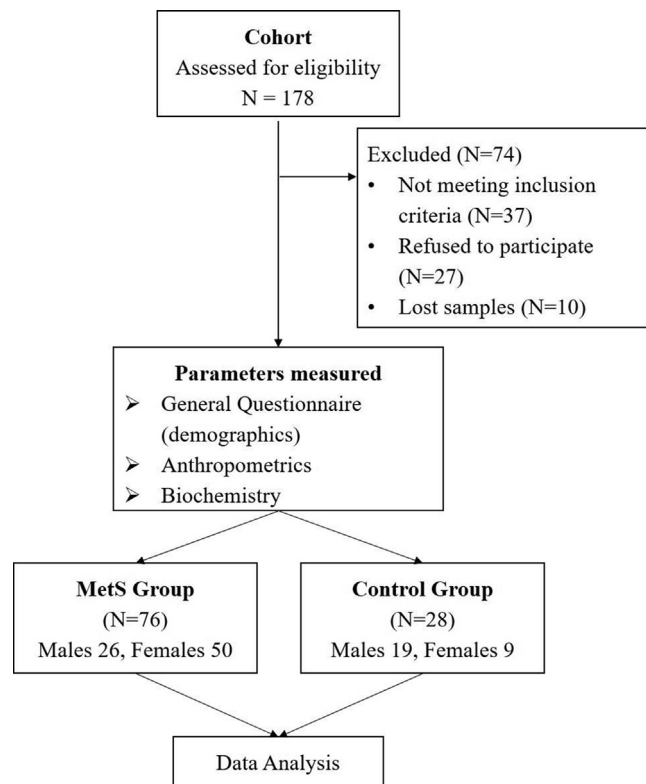 Cohort
Assessed for eligibility
N = 178
Excluded (N=74)
• Not meeting inclusion
criteria (N=37)
• Refused to participate
(N=27)
• Lost samples (N=10)
Parameters measured
➢ General Questionnaire
(demographics)
➢ Anthropometrics
➢ Biochemistry
MetS Group
(N=76)
Males 26, Females 50
Control Group
(N=28)
Males 19, Females 9
Data Analysis